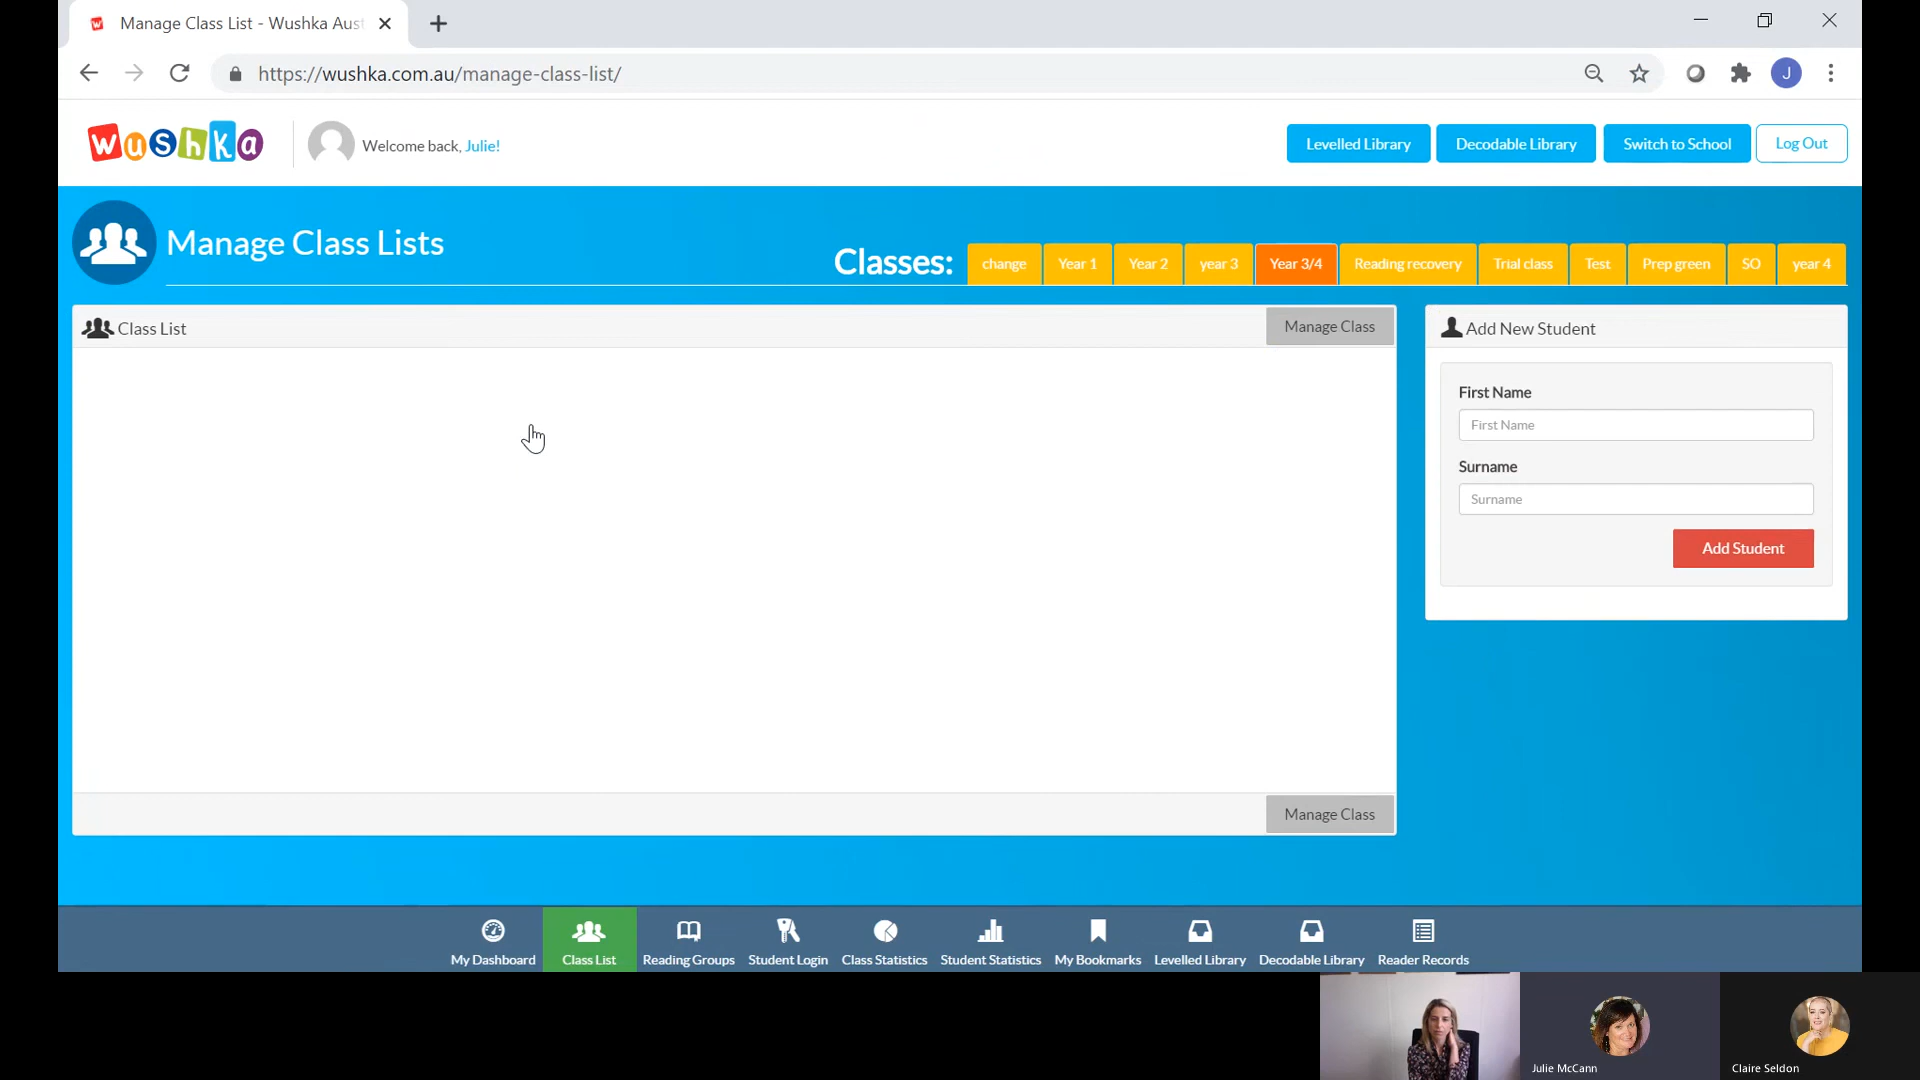 Manage Class List - Wushka Aust
https://wushka.com.au/manage-class-list/
J
wushka
Welcome back, Julie!
Levelled Library
Decodable Library
Switch to School
Log Out
Manage Class Lists
Classes:
change
Year 1
Year 2
year 3
Year 3/4
Reading recovery
Trial class
Test
Prep green
SO
year 4
Class List
Manage Class
Add New Student
First Name
First Name
Surname
Surname
Add Student
Manage Class
My Dashboard
Class List
Reading Groups
Student Login
Class Statistics
Student Statistics
My Bookmarks
Levelled Library
Decodable Library
Reader Records
Julie McCann
Claire Seldon